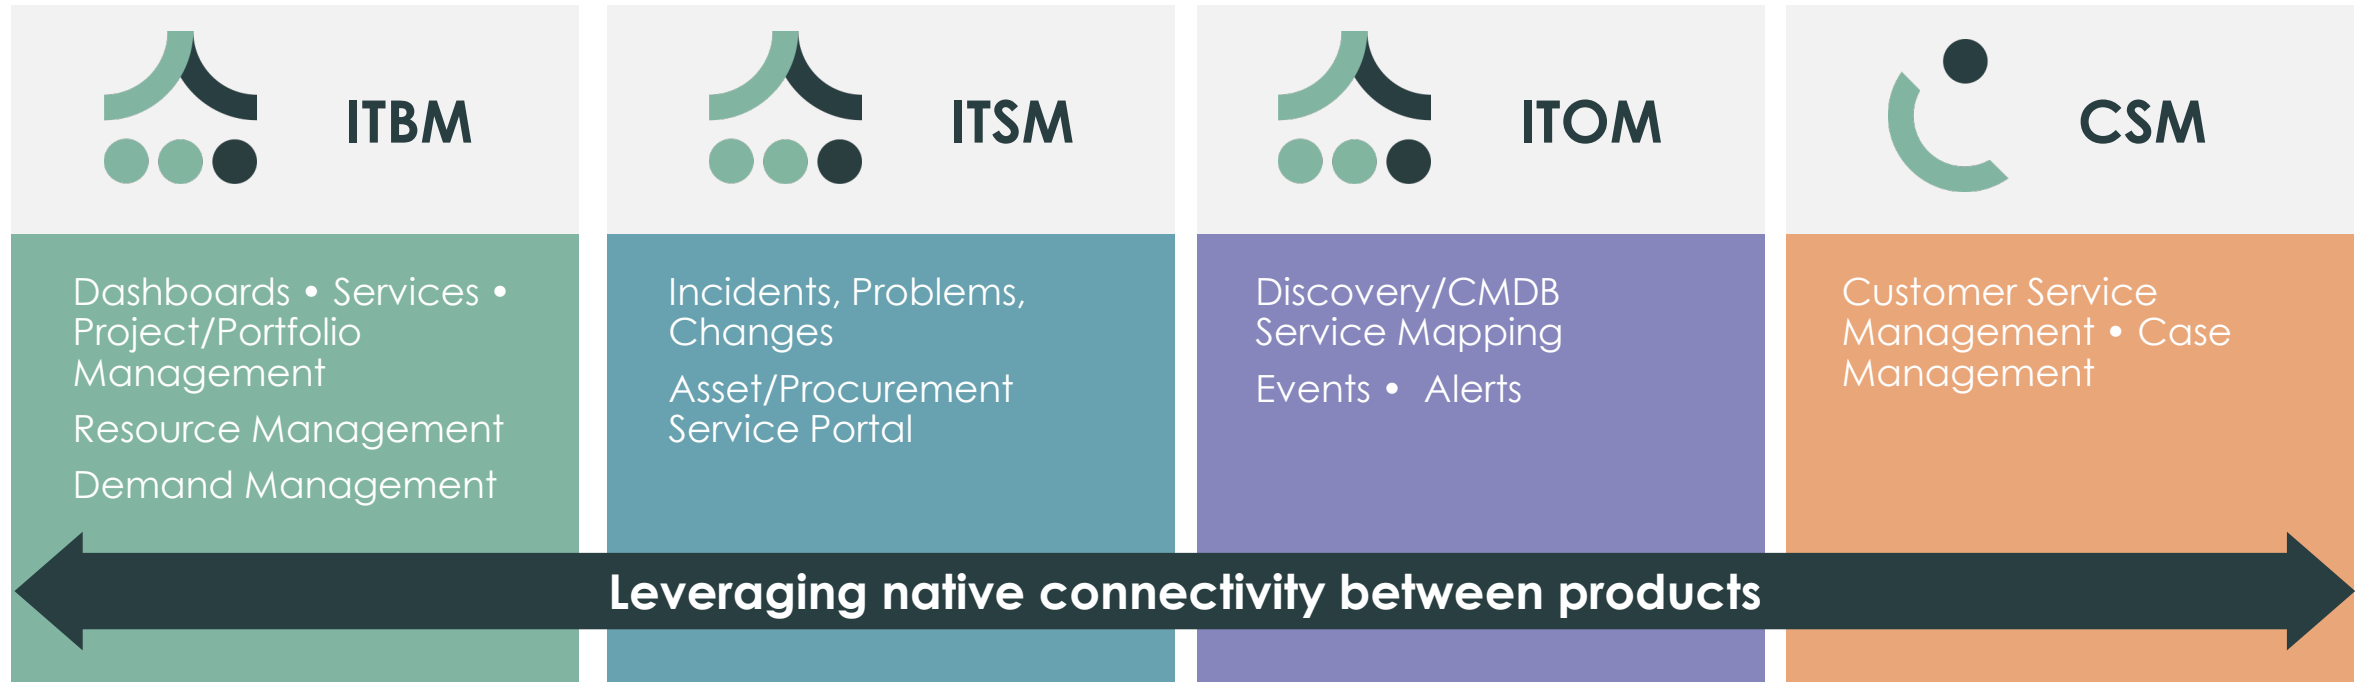 ITBM
Dashboards • Services •
Project/Portfolio
Management
Resource Management
Demand Management
ITSM
Incidents, Problems,
Changes
Asset/Procurement
Service Portal
ITOM
Discovery/CMDB
Service Mapping
Events • Alerts
CSM
Customer Service
Management • Case
Management
Leveraging native connectivity between products